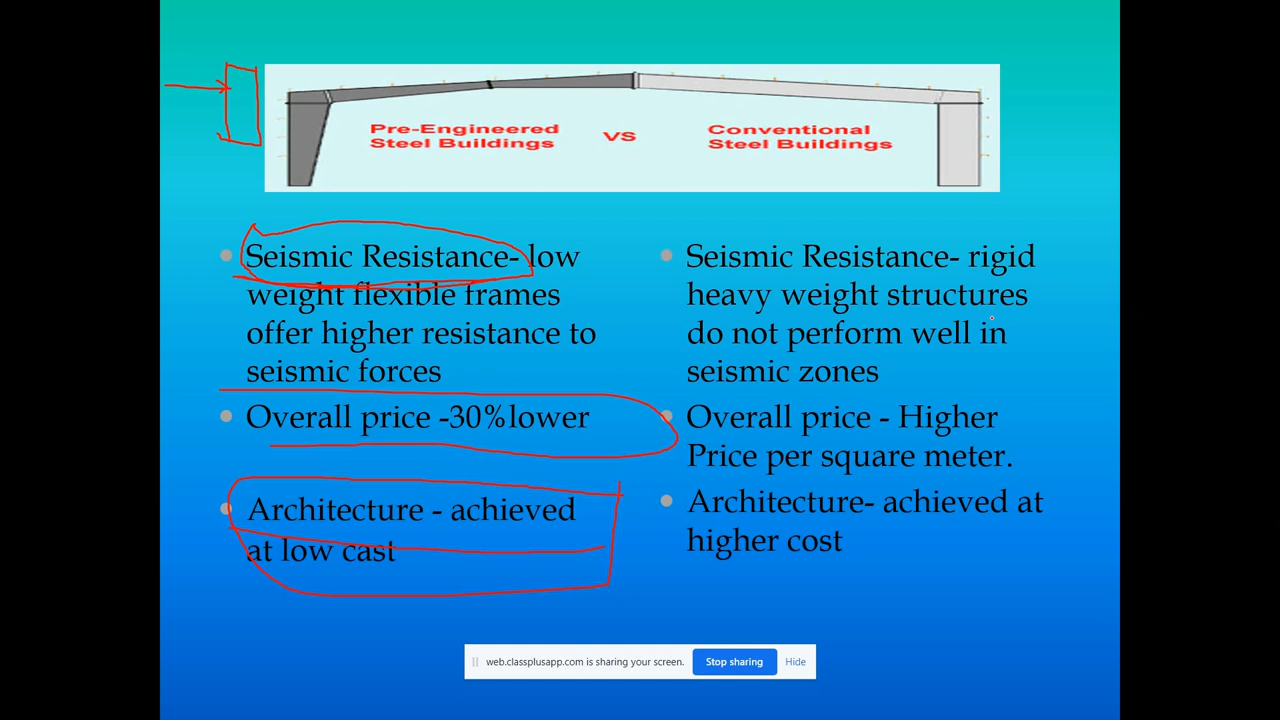 Pre-Engineered
Steel Buildings
VS
Conventional
Steel Buildings
Seismic Resistance- low
weight flexible frames
offer higher resistance to
seismic forces
Overall price -30%lower
Architecture - achieved
at low cast
Seismic Resistance- rigid
heavy weight structures
do not perform well in
seismic zones
Overall price - Higher
Price per square meter.
Architecture- achieved at
higher cost
web.classplusapp.com is sharing your screen.
Stop sharing
Hide